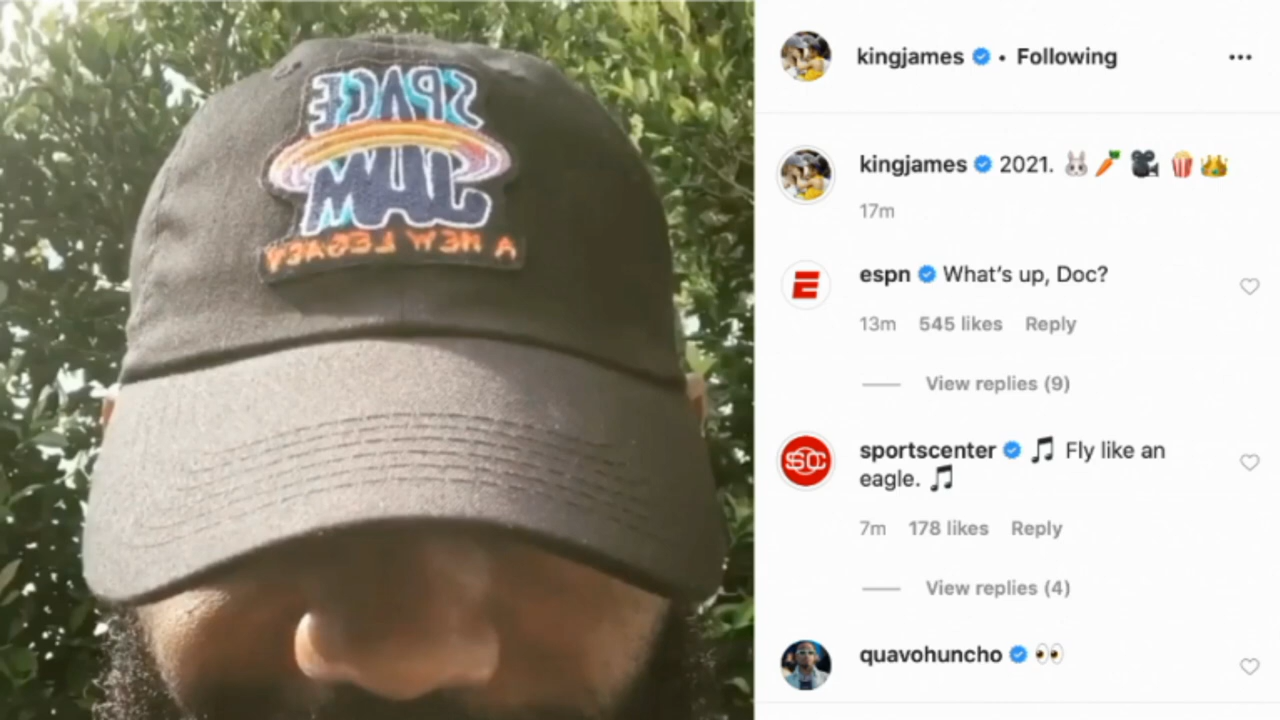 SPACE
JAM
A NEW LEGACY
kingjames • Following
kingjames 2021. 🐰🥕 🎥 🍿👑
17m
E
espn What’s up, Doc?
13m 545 likes Reply
View replies (9)
SC
sportscenter 🎵 Fly like an
eagle. 🎵
7m 178 likes Reply
View replies (4)
quavohuncho 👀